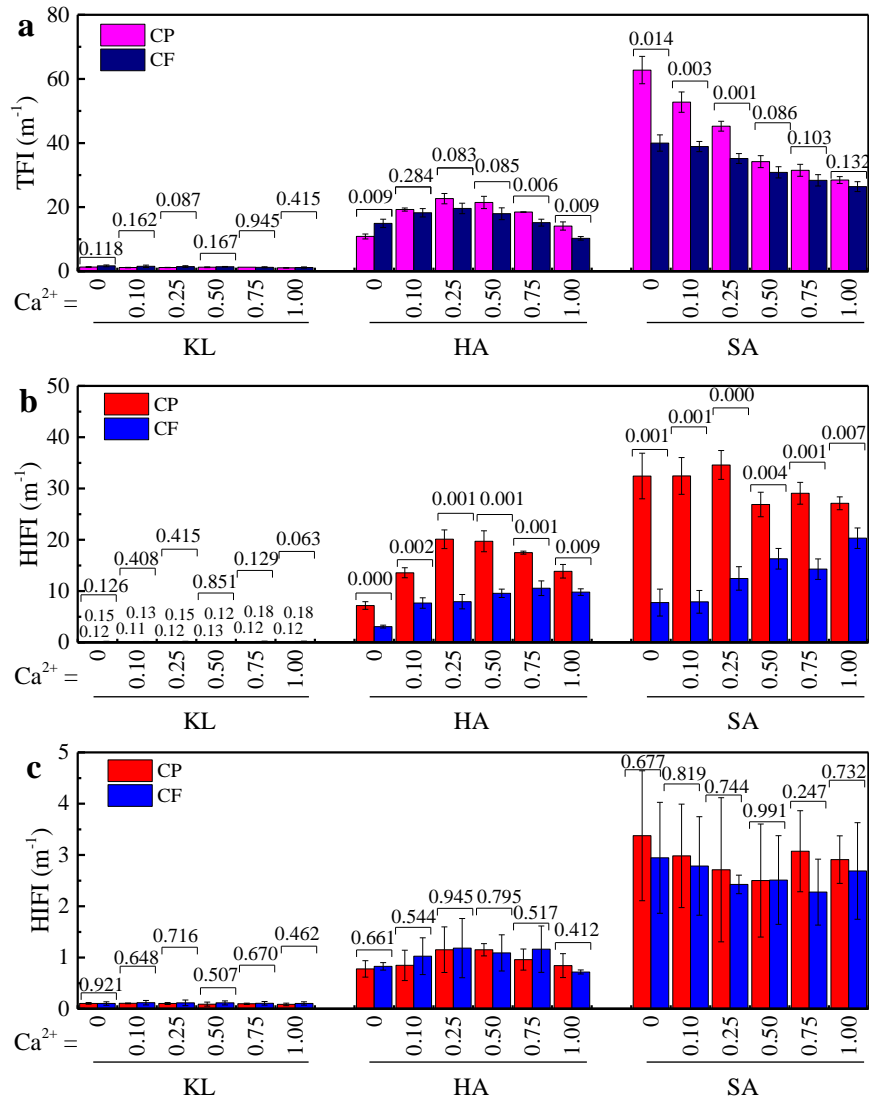 a
CP
CF
TFI (m-1)
80
60
40
20
0
0.118
0.162
0.087
0.167
0.945
0.415
0.009
0.284
0.083
0.085
0.006
0.009
0.014
0.003
0.001
0.086
0.103
0.132
Ca2+ =
0 0.10 0.25 0.50 0.75 1.00
0 0.10 0.25 0.50 0.75 1.00
0 0.10 0.25 0.50 0.75 1.00
KL HA SA
b
CP
CF
HIFI (m-1)
50
40
30
20
10
0
0.126
0.408
0.415
0.851
0.129
0.063
0.15 0.13 0.15 0.12 0.18 0.18
0.12 0.11 0.12 0.13 0.12 0.12
0.000
0.002
0.001
0.001
0.001
0.009
0.001
0.001
0.000
0.004
0.001
0.007
Ca2+ =
0 0.10 0.25 0.50 0.75 1.00
0 0.10 0.25 0.50 0.75 1.00
0 0.10 0.25 0.50 0.75 1.00
KL HA SA
c
CP
CF
HIFI (m-1)
5
4
3
2
1
0
0.921
0.648
0.716
0.507
0.670
0.462
0.661
0.544
0.945
0.795
0.517
0.412
0.677
0.819
0.744
0.991
0.247
0.732
Ca2+ =
0 0.10 0.25 0.50 0.75 1.00
0 0.10 0.25 0.50 0.75 1.00
0 0.10 0.25 0.50 0.75 1.00
KL HA SA